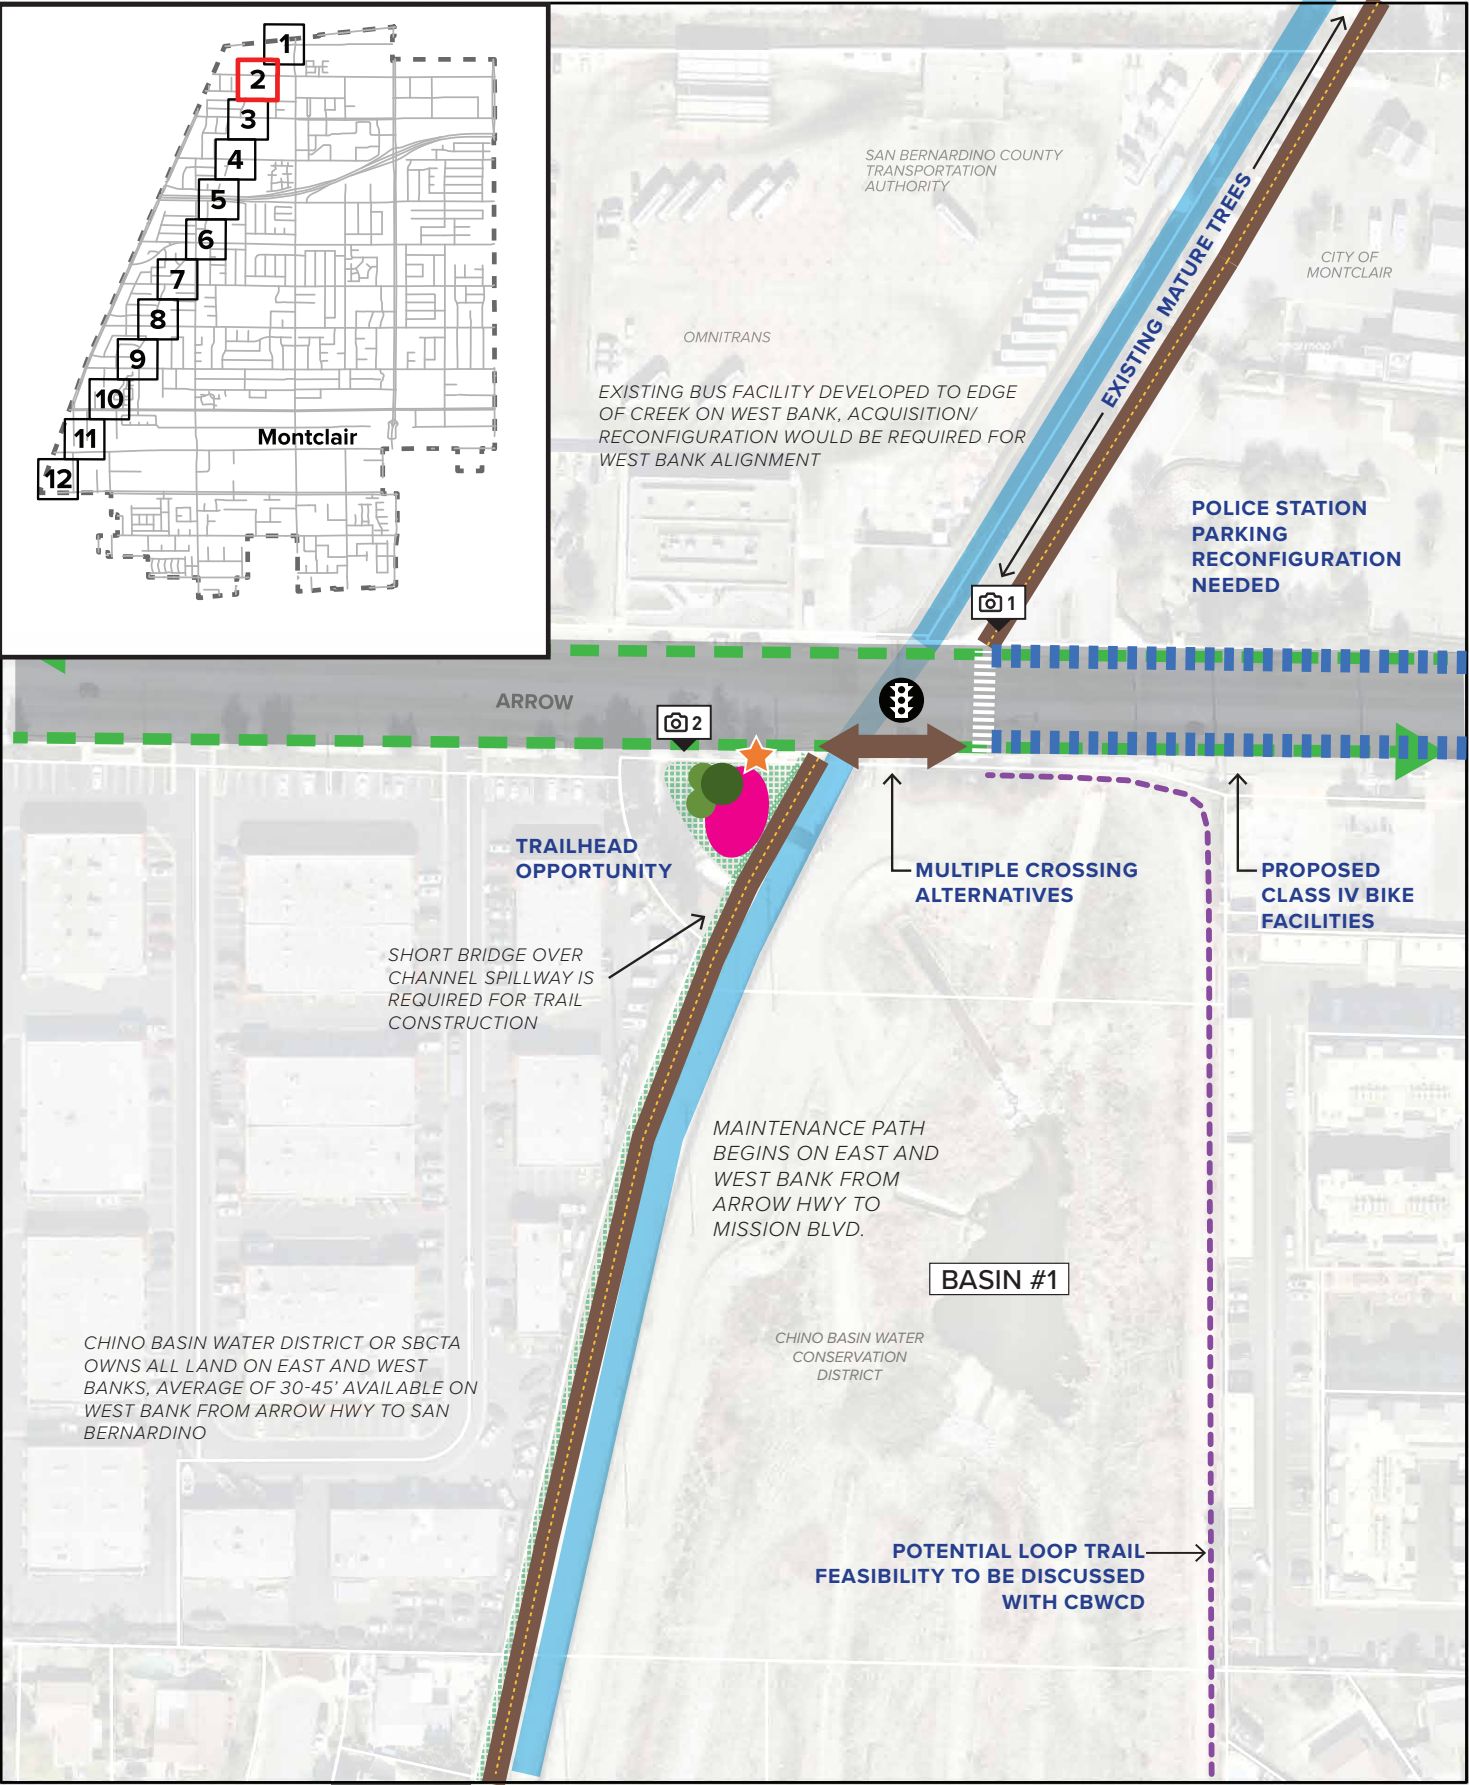 1
2
3
4
5
6
7
8
9
10
11
12
Montclair
SAN BERNARDINO COUNTY
TRANSPORTATION
AUTHORITY
CITY OF
MONTCLAIR
EXISTING MATURE TREES
OMNITRANS
EXISTING BUS FACILITY DEVELOPED TO EDGE
OF CREEK ON WEST BANK, ACQUISITION/
RECONFIGURATION WOULD BE REQUIRED FOR
WEST BANK ALIGNMENT
POLICE STATION
PARKING
RECONFIGURATION
NEEDED
1
ARROW
2
TRAILHEAD
OPPORTUNITY
MULTIPLE CROSSING
ALTERNATIVES
PROPOSED
CLASS IV BIKE
FACILITIES
SHORT BRIDGE OVER
CHANNEL SPILLWAY IS
REQUIRED FOR TRAIL
CONSTRUCTION
MAINTENANCE PATH
BEGINS ON EAST AND
WEST BANK FROM
ARROW HWY TO
MISSION BLVD.
BASIN #1
CHINO BASIN WATER
CONSERVATION
DISTRICT
CHINO BASIN WATER DISTRICT OR SBCTA
OWNS ALL LAND ON EAST AND WEST
BANKS, AVERAGE OF 30-45' AVAILABLE ON
WEST BANK FROM ARROW HWY TO SAN
BERNARDINO
POTENTIAL LOOP TRAIL
FEASIBILITY TO BE DISCUSSED
WITH CBWCD